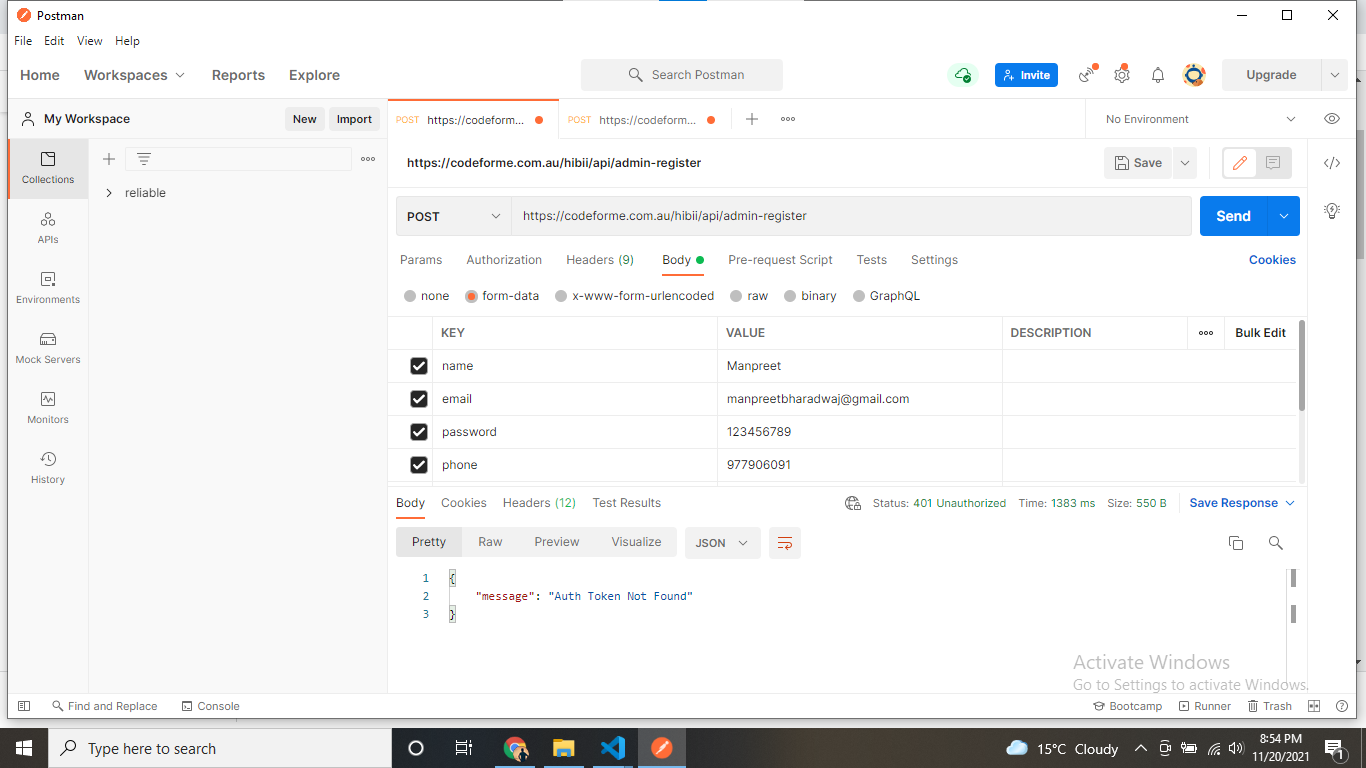 Postman
File Edit View Help
Home Workspaces Reports Explore Search Postman Invite Upgrade
My Workspace New Import POST https://codeform... POST https://codeform... No Environment
https://codeforme.com.au/hibii/api/admin-register Save
Collections
reliable
POST https://codeforme.com.au/hibii/api/admin-register Send
APIs
Params Authorization Headers (9) Body Pre-request Script Tests Settings Cookies
Environments
none form-data x-www-form-urlencoded raw binary GraphQL
Mock Servers
KEY VALUE DESCRIPTION Bulk Edit
name Manpreet
email manpreetbharadwaj@gmail.com
Monitors
password 123456789
phone 977906091
History
Body Cookies Headers (12) Test Results Status: 401 Unauthorized Time: 1383 ms Size: 550 B Save Response
Pretty Raw Preview Visualize JSON
1 {
2 "message": "Auth Token Not Found"
3 }
Activate Windows
Go to Settings to activate Windows.
Find and Replace Console Bootcamp Runner Trash
Type here to search 15°C Cloudy 8:54 PM
11/20/2021 1